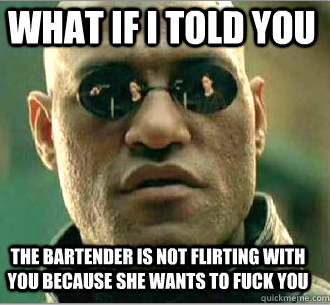 WHAT IF I TOLD YOU
THE BARTENDER IS NOT FLIRTING WITH
YOU BECAUSE SHE WANTS TO FUCK YOU
quickmeme.com